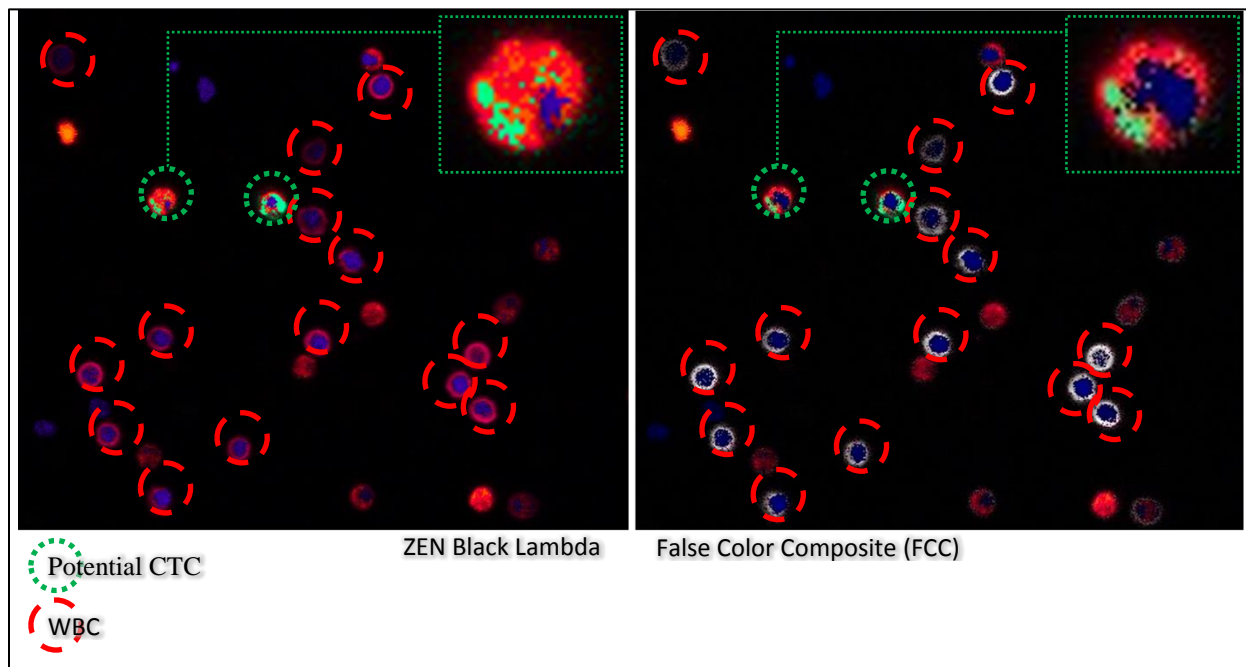 ZEN Black Lambda
False Color Composite (FCC)
Potential CTC
WBC